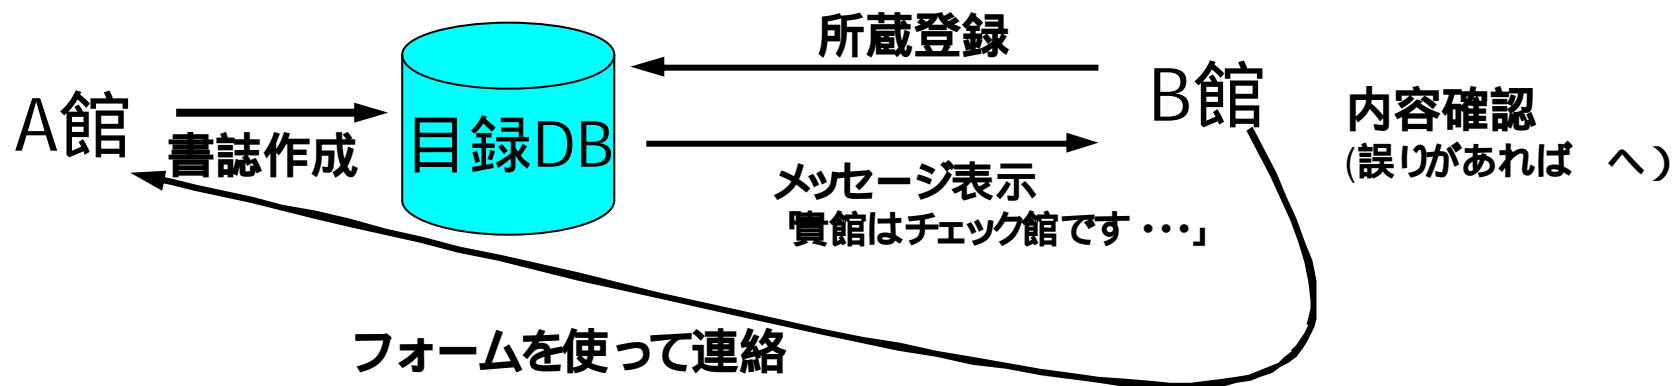 所蔵登録
A館
書誌作成
目録DB
B館
内容確認
(誤りがあれば　へ)
メッセージ表示
「貴館はチェック館です・・・」
フォームを使って連絡